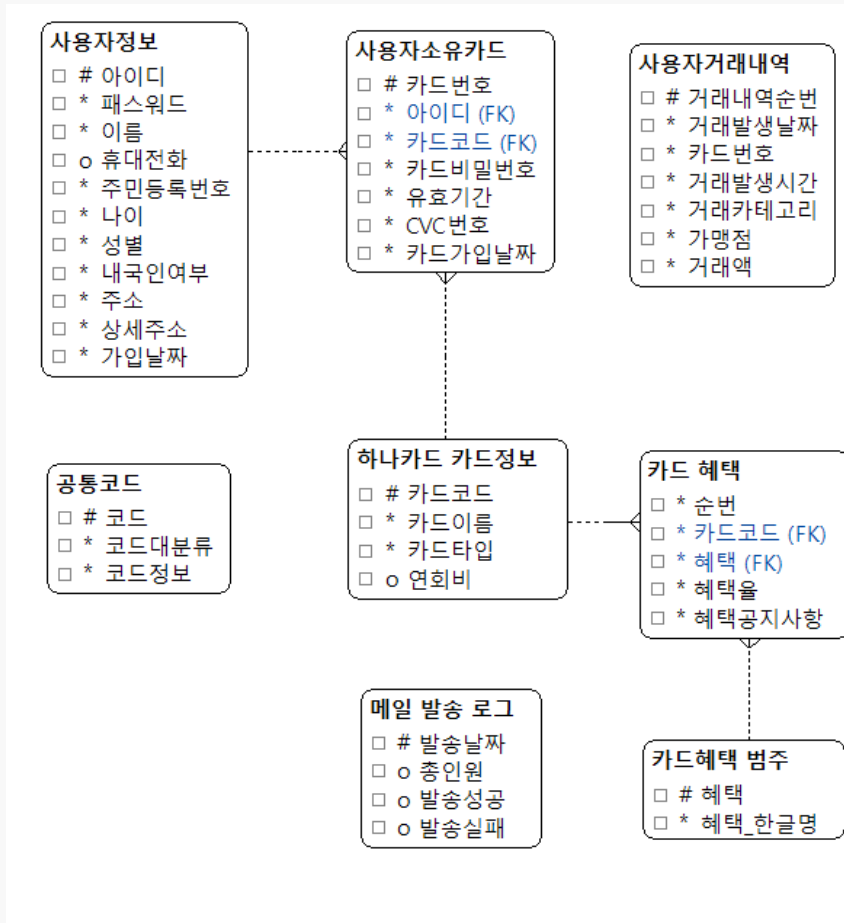 사용자정보
# 아이디
* 패스워드
* 이름
o 휴대전화
* 주민등록번호
* 나이
* 성별
* 내국인여부
* 주소
* 상세주소
* 가입날짜
사용자소유카드
# 카드번호
* 아이디 (FK)
* 카드코드 (FK)
* 카드비밀번호
* 유효기간
* CVC번호
* 카드가입날짜
사용자거래내역
# 거래내역순번
* 거래발생날짜
* 카드번호
* 거래발생시간
* 거래카테고리
* 가맹점
* 거래액
공통코드
# 코드
* 코드대분류
* 코드정보
하나카드 카드정보
# 카드코드
* 카드이름
* 카드타입
o 연회비
카드 혜택
* 순번
* 카드코드 (FK)
* 혜택 (FK)
* 혜택율
* 혜택공지사항
메일 발송 로그
# 발송날짜
o 총인원
o 발송성공
o 발송실패
카드혜택 범주
# 혜택
* 혜택_한글명